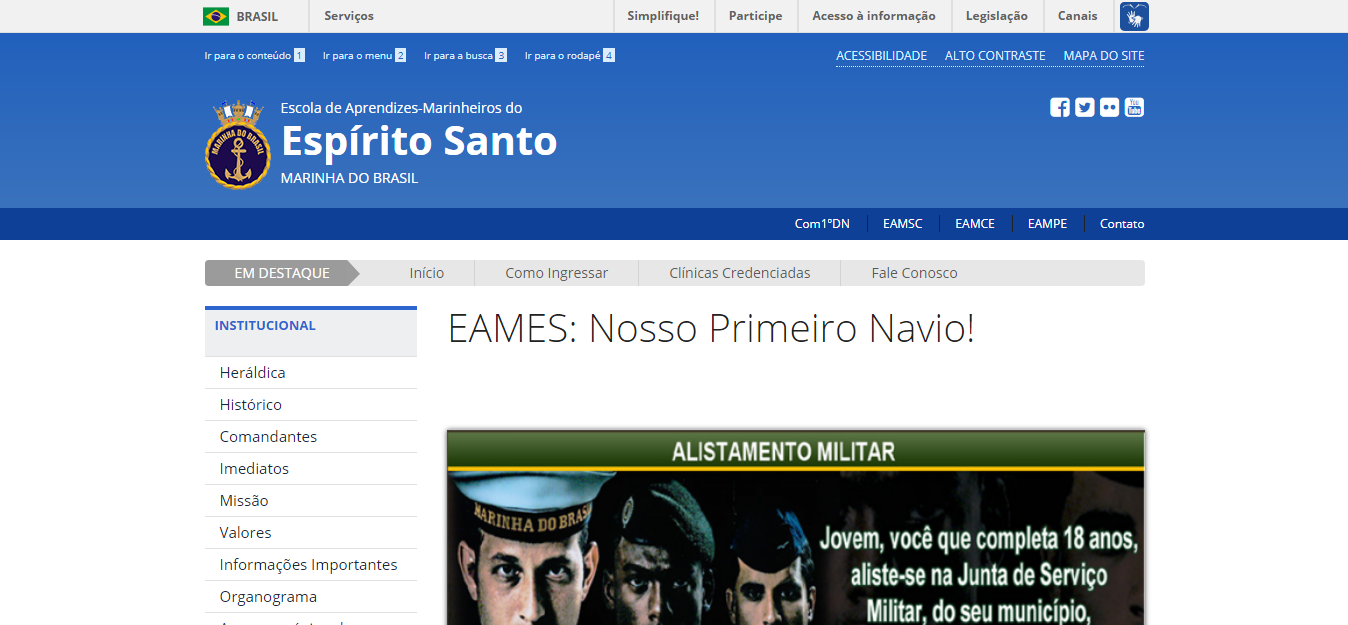 BRASIL
Serviços
Simplifique!
Participe
Acesso à informação
Legislação
Canais
Ir para o conteúdo 1
Ir para o menu 2
Ir para a busca 3
Ir para o rodapé 4
ACESSIBILIDADE
ALTO CONTRASTE
MAPA DO SITE
MARINHA DO BRASIL
Escola de Aprendizes-Marinheiros do
Espírito Santo
MARINHA DO BRASIL
You
Tube
Com1ºDN
EAMSC
EAMCE
EAMPE
Contato
EM DESTAQUE
Início
Como Ingressar
Clínicas Credenciadas
Fale Conosco
INSTITUCIONAL
Heráldica
Histórico
Comandantes
Imediatos
Missão
Valores
Informações Importantes
Organograma
EAMES: Nosso Primeiro Navio!
ALISTAMENTO MILITAR
MARINHA DO BRAS
Jovem, você que completa 18 anos,
aliste-se na Junta de Serviço
Militar, do seu município,